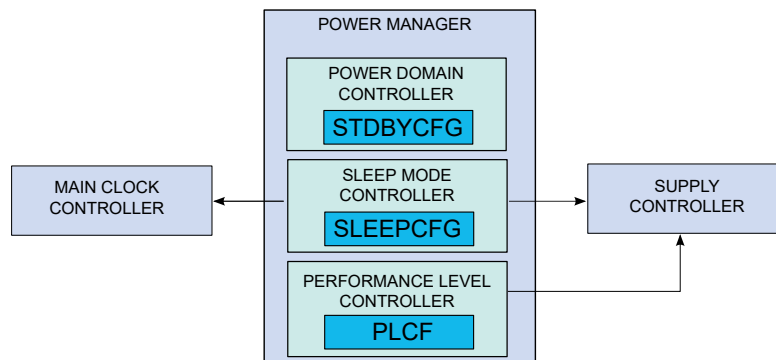 POWER MANAGER
POWER DOMAIN
CONTROLLER
STDBYCFG
MAIN CLOCK
CONTROLLER
SLEEP MODE
CONTROLLER
SLEEPCFG
SUPPLY
CONTROLLER
PERFORMANCE LEVEL
CONTROLLER
PLCF